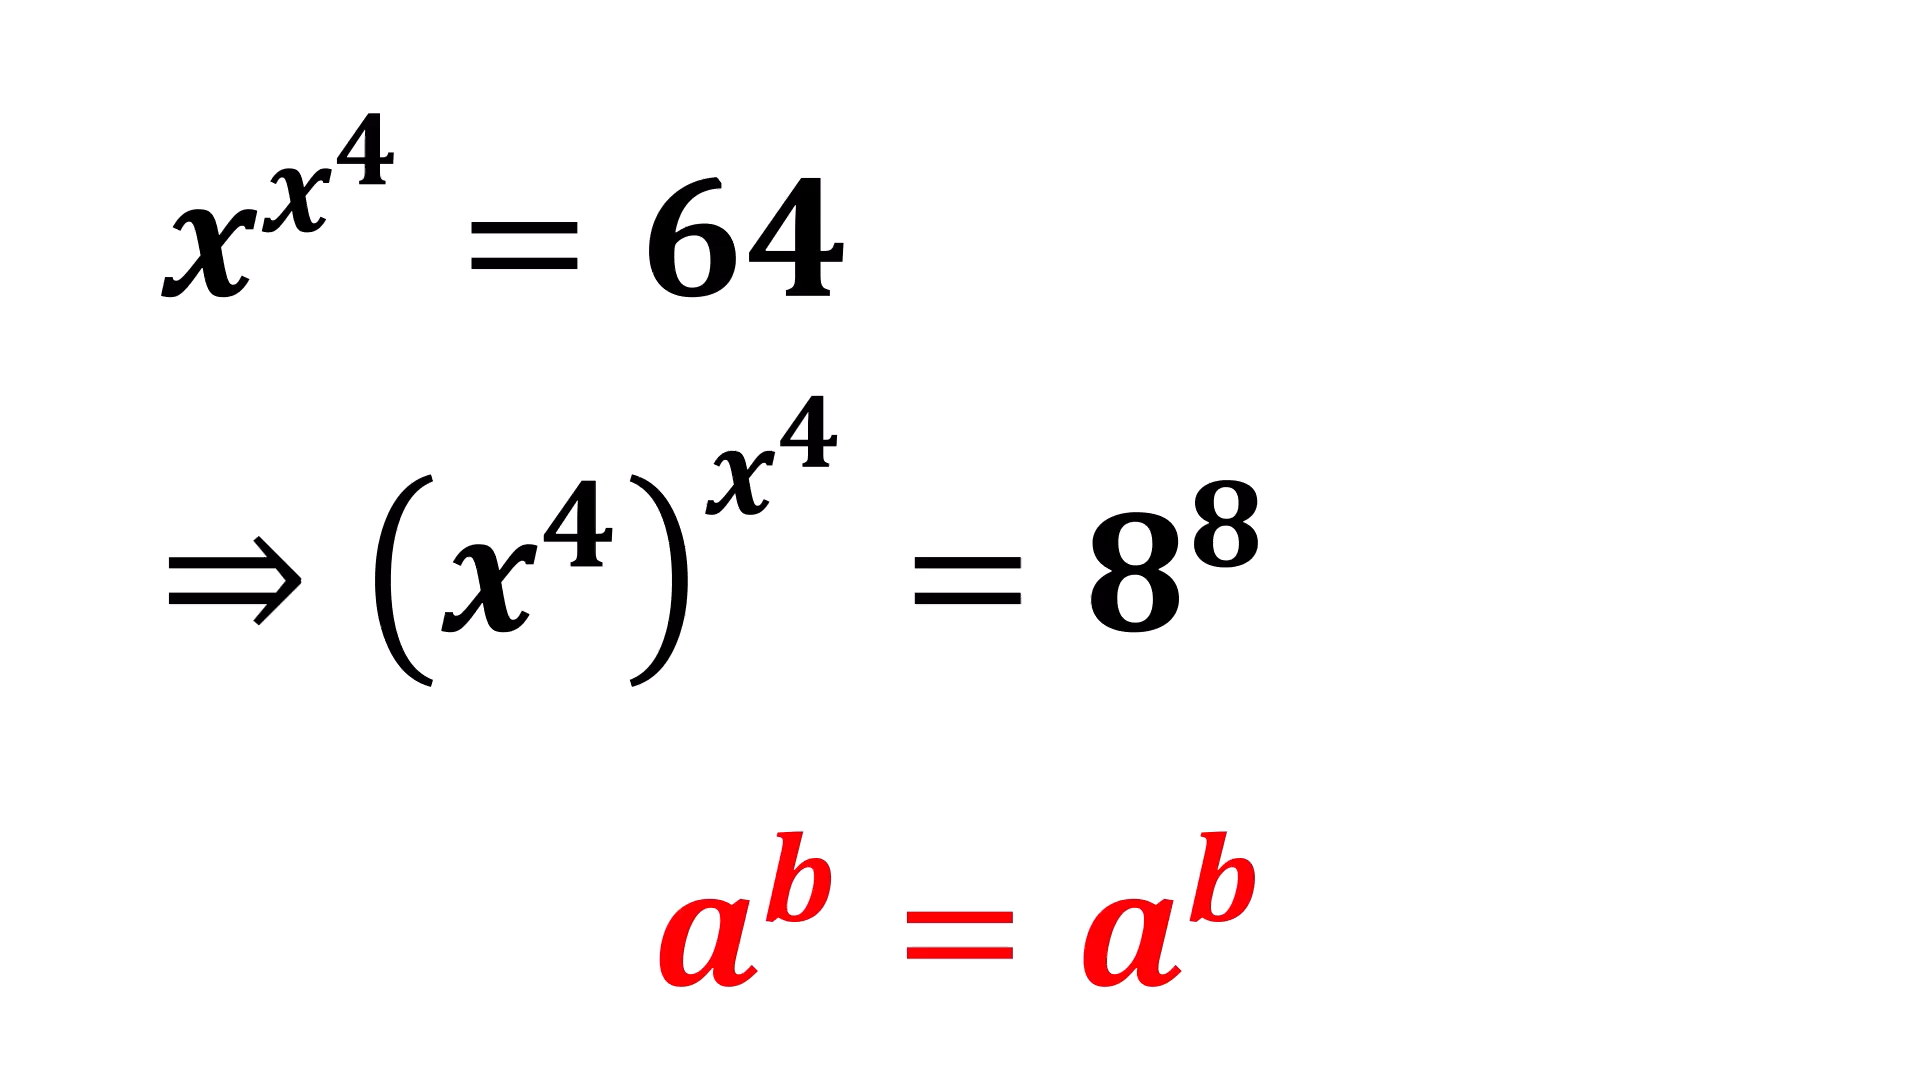 x^{x^4} = 64
⇒ (x^4)^{x^4} = 8^8
a^b = a^b